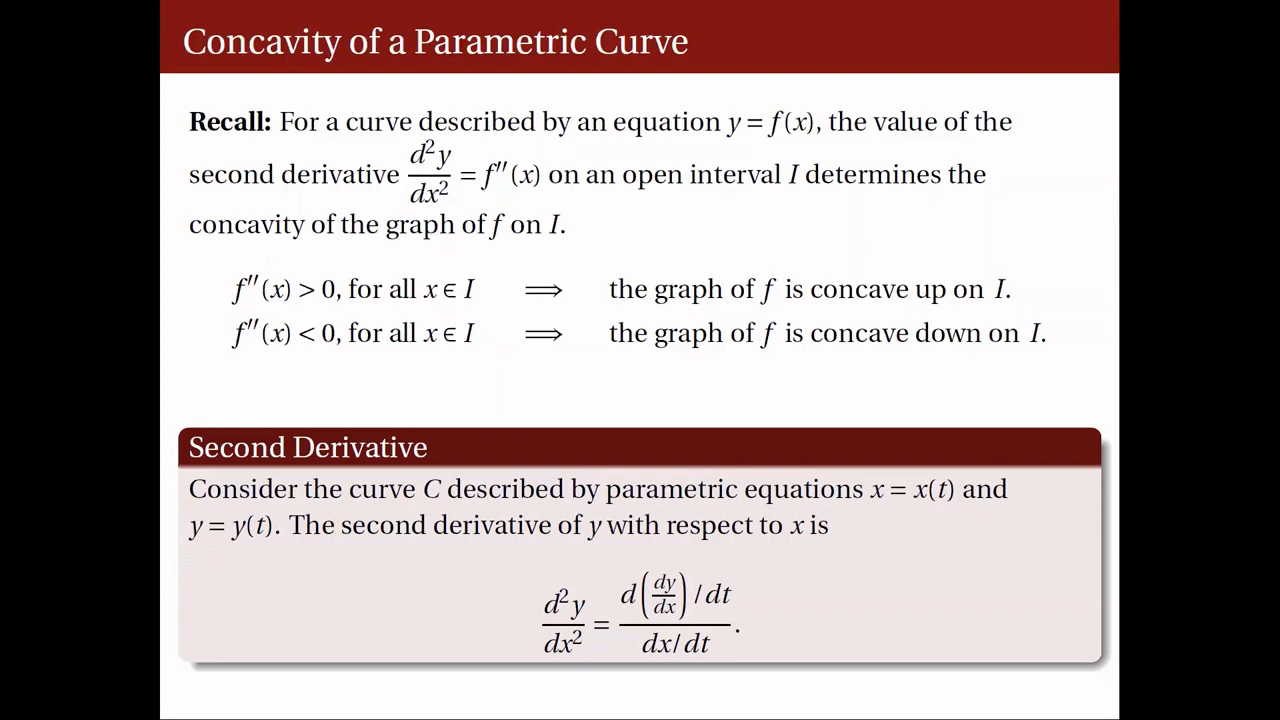 Concavity of a Parametric Curve
Recall: For a curve described by an equation y = f(x), the value of the
second derivative d²y/dx² = f″(x) on an open interval I determines the
concavity of the graph of f on I.
f″(x) > 0, for all x ∈ I ⟹ the graph of f is concave up on I.
f″(x) < 0, for all x ∈ I ⟹ the graph of f is concave down on I.
Second Derivative
Consider the curve C described by parametric equations x = x(t) and
y = y(t). The second derivative of y with respect to x is
d²y/dx² = (d(dy/dx)/dt)/(dx/dt).